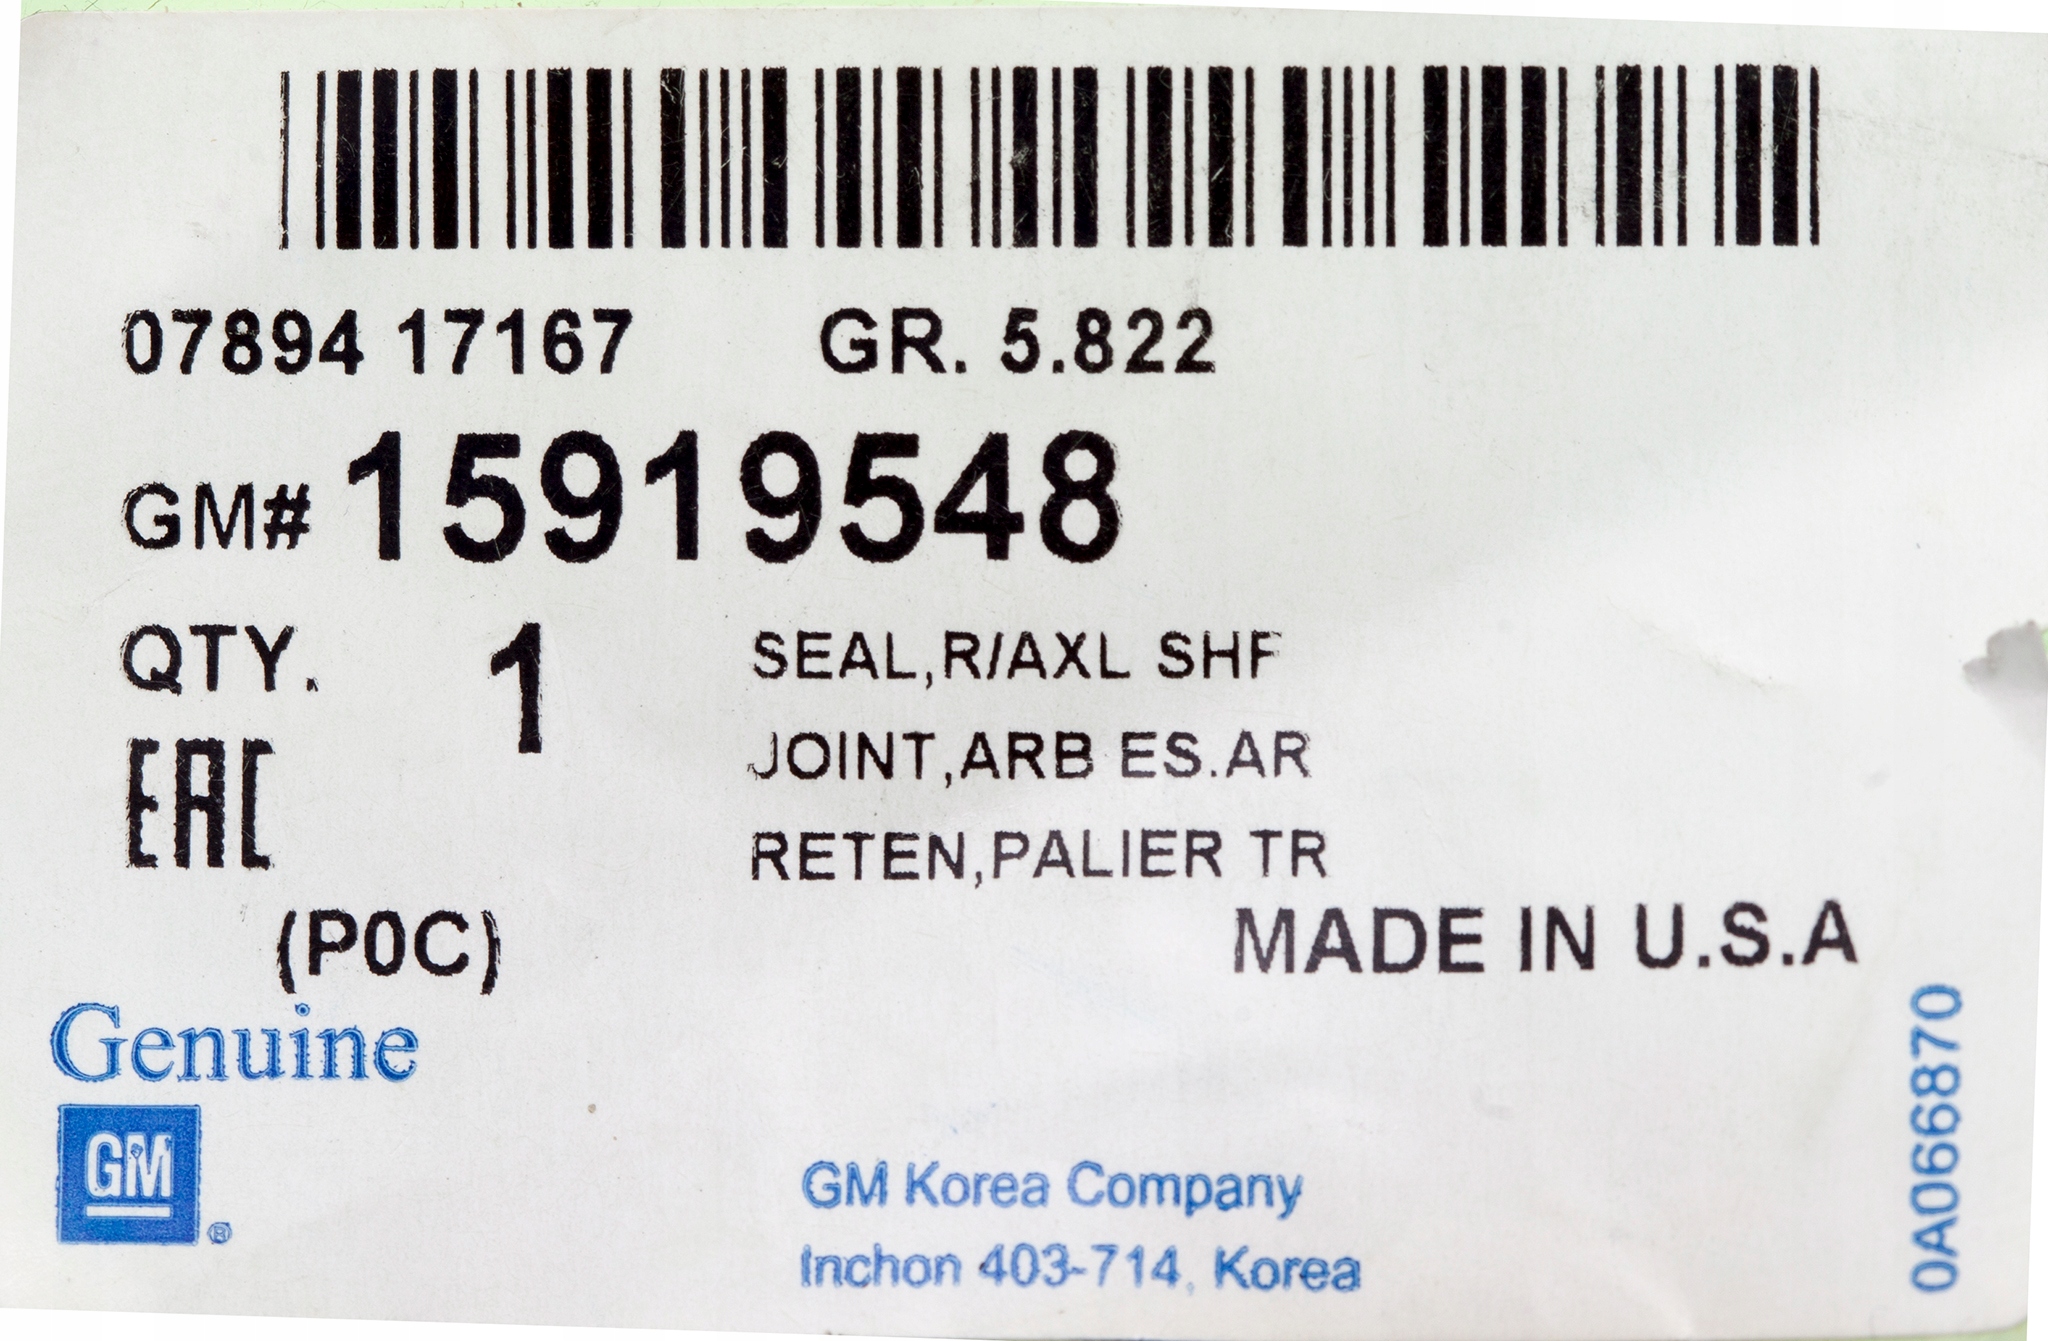 07894 17167 GR. 5.822
GM# 15919548
QTY. 1 SEAL,R/AXL SHF
JOINT,ARB ES.AR
EAC
RETEN,PALIER TR
(P0C) MADE IN U.S.A
Genuine
GM ®
GM Korea Company
Inchon 403-714, Korea
0A066870